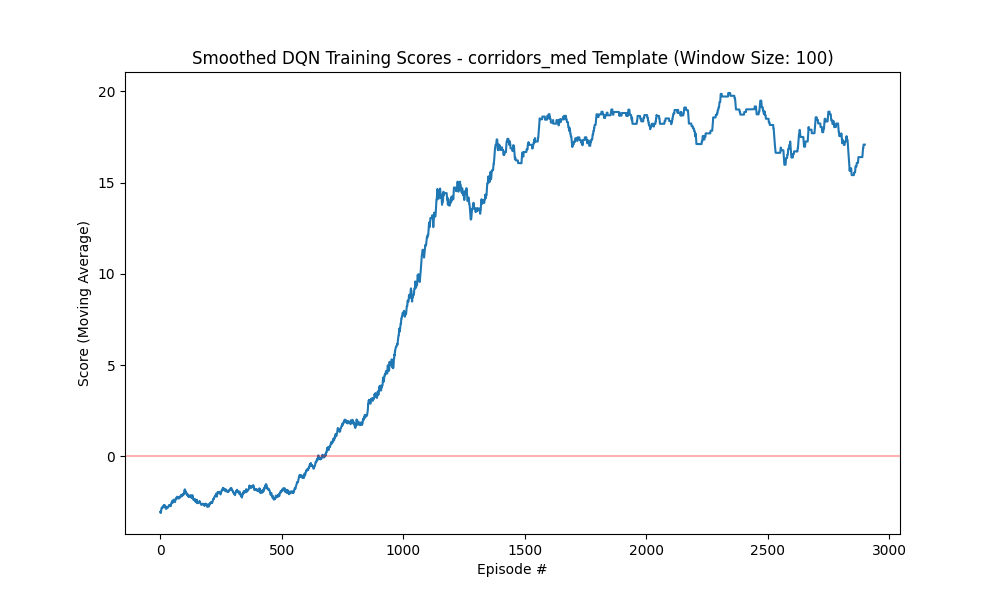 Smoothed DQN Training Scores - corridors_med Template (Window Size: 100)
20
15
10
5
0
Score (Moving Average)
0 500 1000 1500 2000 2500 3000
Episode #